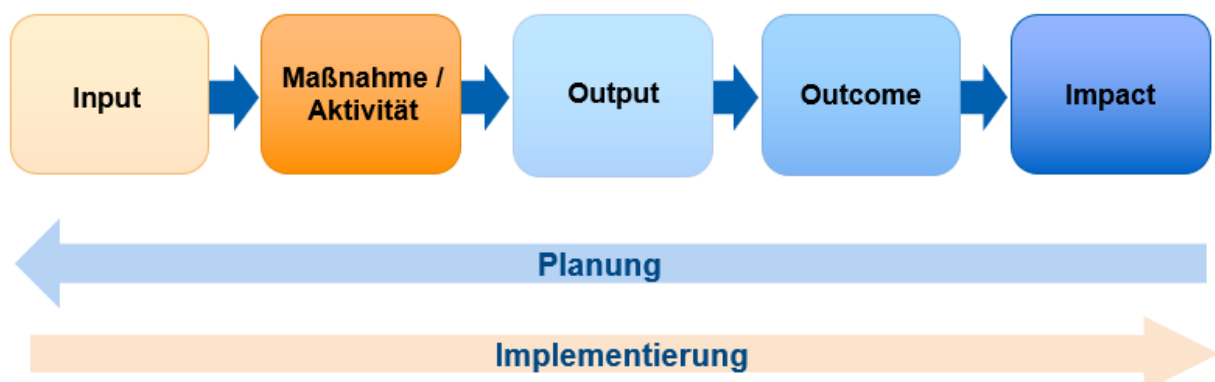 Input
Maßnahme /
Aktivität
Output
Outcome
Impact
Planung
Implementierung